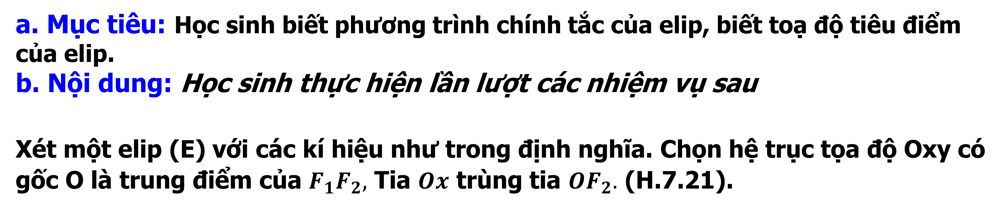 a. Mục tiêu: Học sinh biết phương trình chính tắc của elip, biết toạ độ tiêu điểm
của elip.
b. Nội dung: Học sinh thực hiện lần lượt các nhiệm vụ sau
Xét một elip (E) với các kí hiệu như trong định nghĩa. Chọn hệ trục tọa độ Oxy có
gốc O là trung điểm của F₁F₂, Tia Ox trùng tia OF₂. (H.7.21).